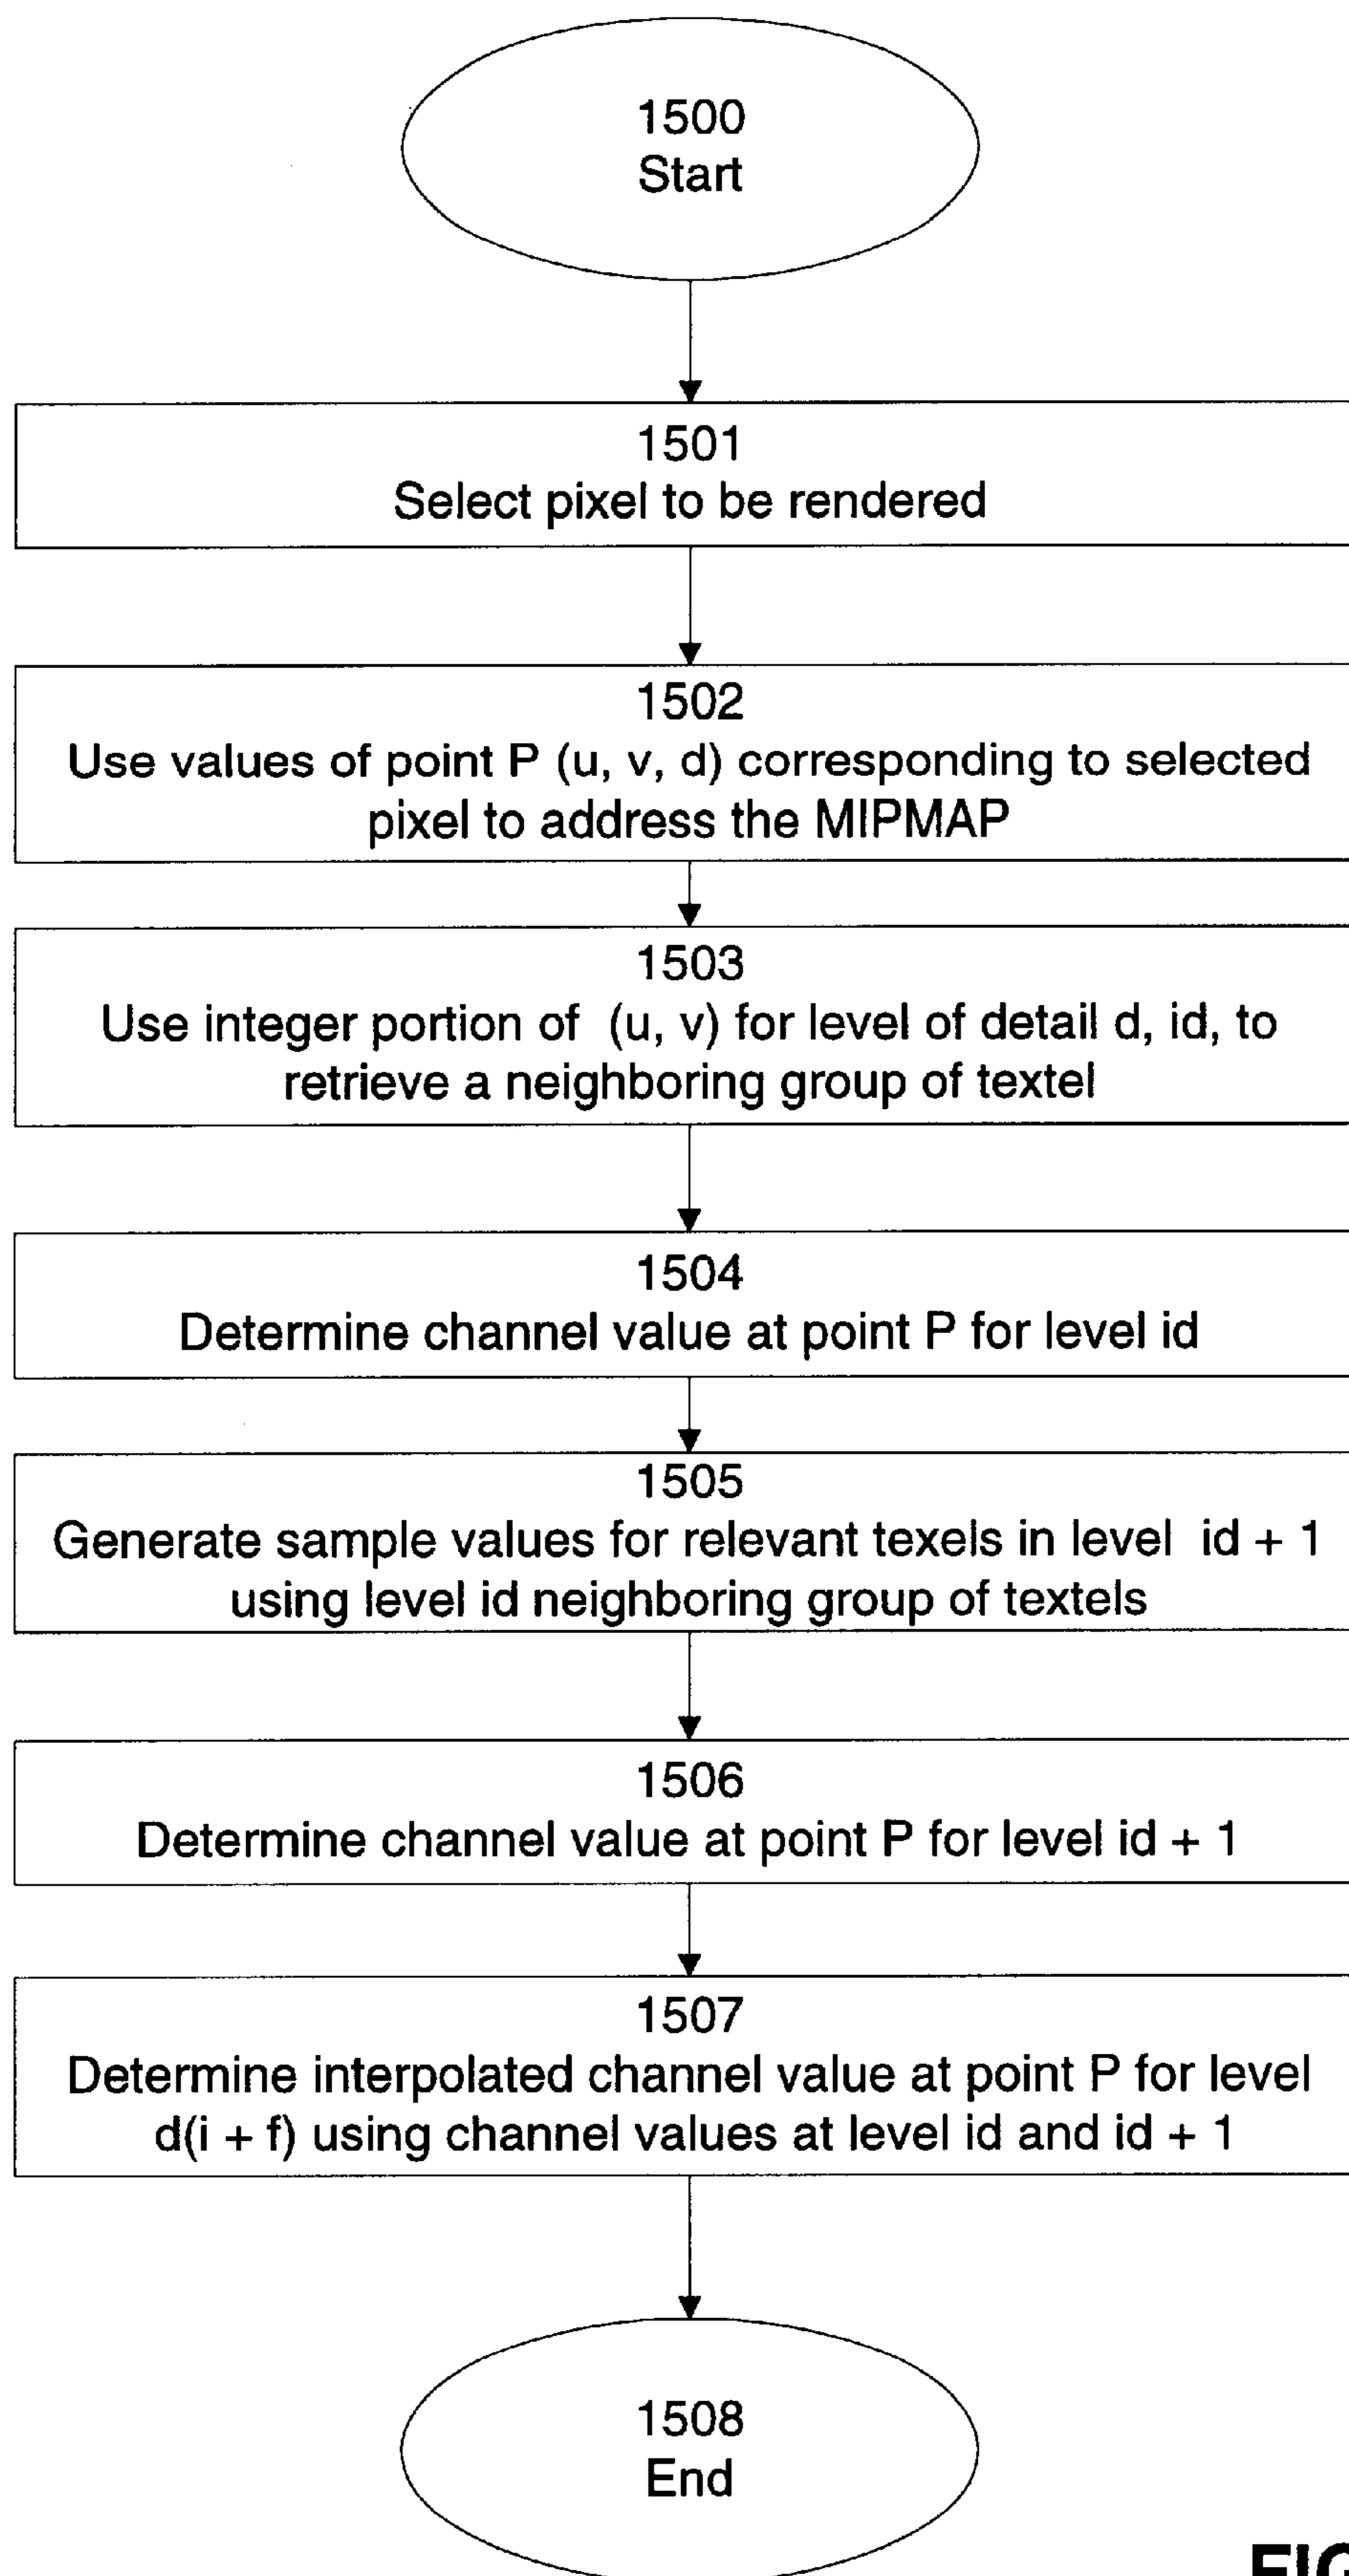 1500
Start
1501
Select pixel to be rendered
1502
Use values of point P (u, v, d) corresponding to selected
pixel to address the MIPMAP
1503
Use integer portion of (u, v) for level of detail d, id, to
retrieve a neighboring group of textel
1504
Determine channel value at point P for level id
1505
Generate sample values for relevant texels in level id + 1
using level id neighboring group of textels
1506
Determine channel value at point P for level id + 1
1507
Determine interpolated channel value at point P for level
d(i + f) using channel values at level id and id + 1
1508
End
FIG